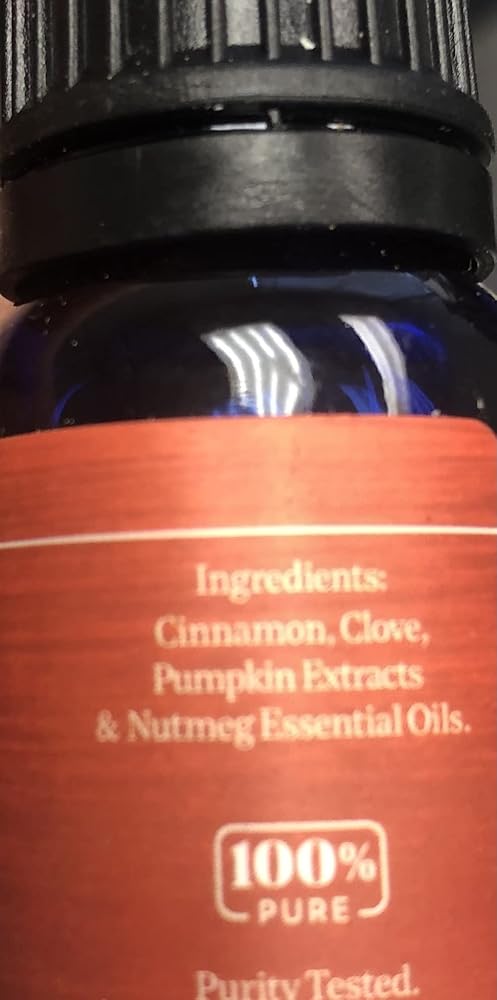 Ingredients:
Cinnamon, Clove,
Pumpkin Extracts
& Nutmeg Essential Oils.
100%
PURE
Purity Tested.